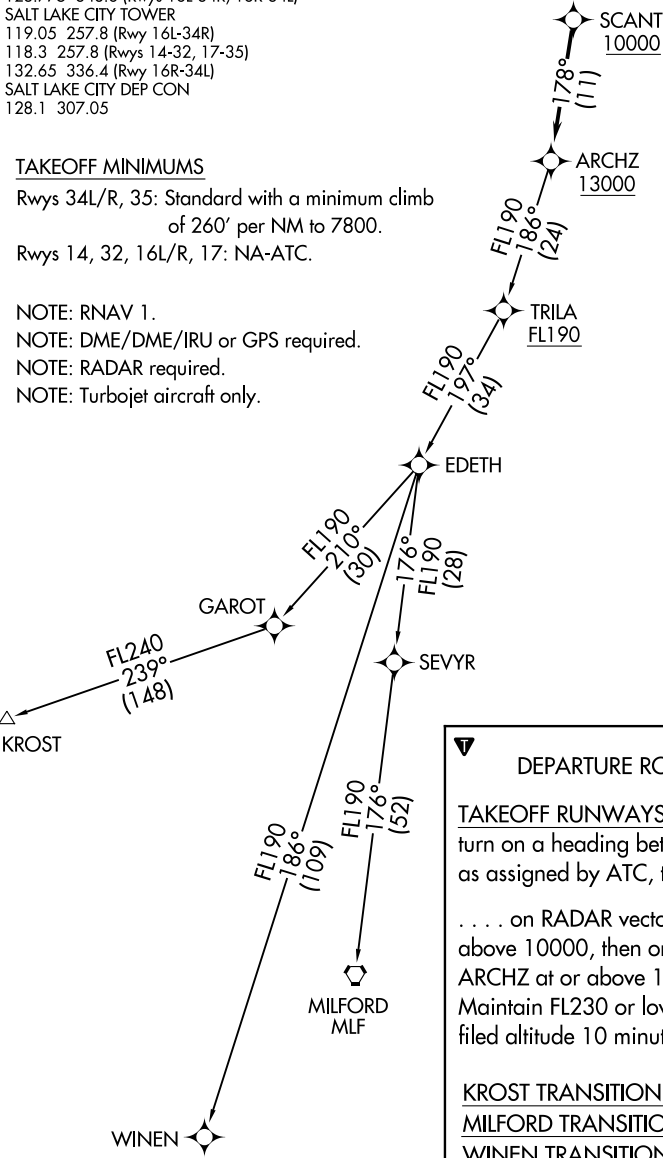 SALT LAKE CITY TOWER
119.05 257.8 (Rwy 16L-34R)
118.3 257.8 (Rwys 14-32, 17-35)
132.65 336.4 (Rwy 16R-34L)
SALT LAKE CITY DEP CON
128.1 307.05
TAKEOFF MINIMUMS
Rwys 34L/R, 35: Standard with a minimum climb
of 260' per NM to 7800.
Rwys 14, 32, 16L/R, 17: NA-ATC.
NOTE: RNAV 1.
NOTE: DME/DME/IRU or GPS required.
NOTE: RADAR required.
NOTE: Turbojet aircraft only.
SCANT
10000
178°
(11)
ARCHZ
13000
FL190
186°
(24)
TRILA
FL190
FL190
197°
(34)
EDETH
FL190
210°
(30)
176°
FL190
(28)
GAROT
SEVYR
FL240
239°
(148)
KROST
FL190
186°
(109)
FL190
176°
(52)
MILFORD
MLF
WINEN
T
DEPARTURE RO
TAKEOFF RUNWAYS
turn on a heading bet
as assigned by ATC, t
. . . . on RADAR vecto
above 10000, then on
ARCHZ at or above 1
Maintain FL230 or lov
filed altitude 10 minut
KROST TRANSITION
MILFORD TRANSITIO
WINEN TRANSITION